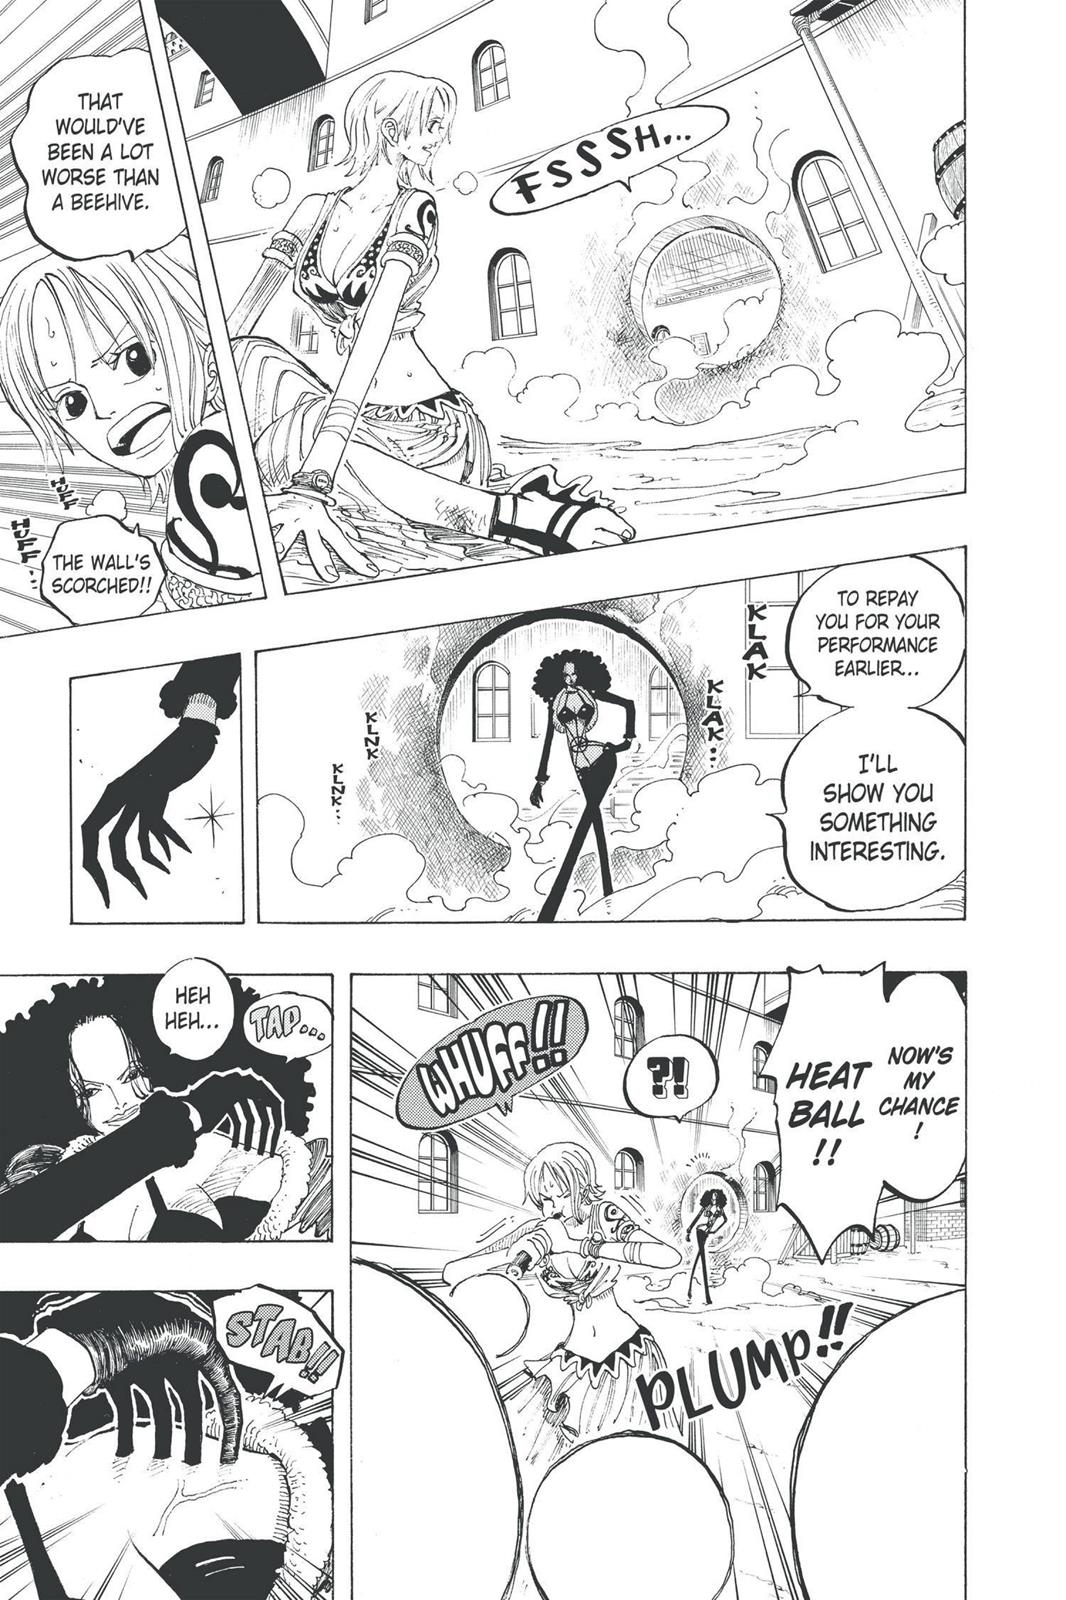 FSSSSH...
THAT
WOULD'VE
BEEN A LOT
WORSE THAN
A BEEHIVE.
HUFF
HUFF...
THE WALL'S
SCORCHED!!
TO REPAY
YOU FOR YOUR
PERFORMANCE
EARLIER...
I'LL
SHOW YOU
SOMETHING
INTERESTING.
KLAK
KLAK...
KLNK
KLNK...
NOW'S
MY
CHANCE
!
HEAT
BALL
!!
?!
WHUFF!!
PLUMP!!
HEH
HEH...
TAP...
STAB!!